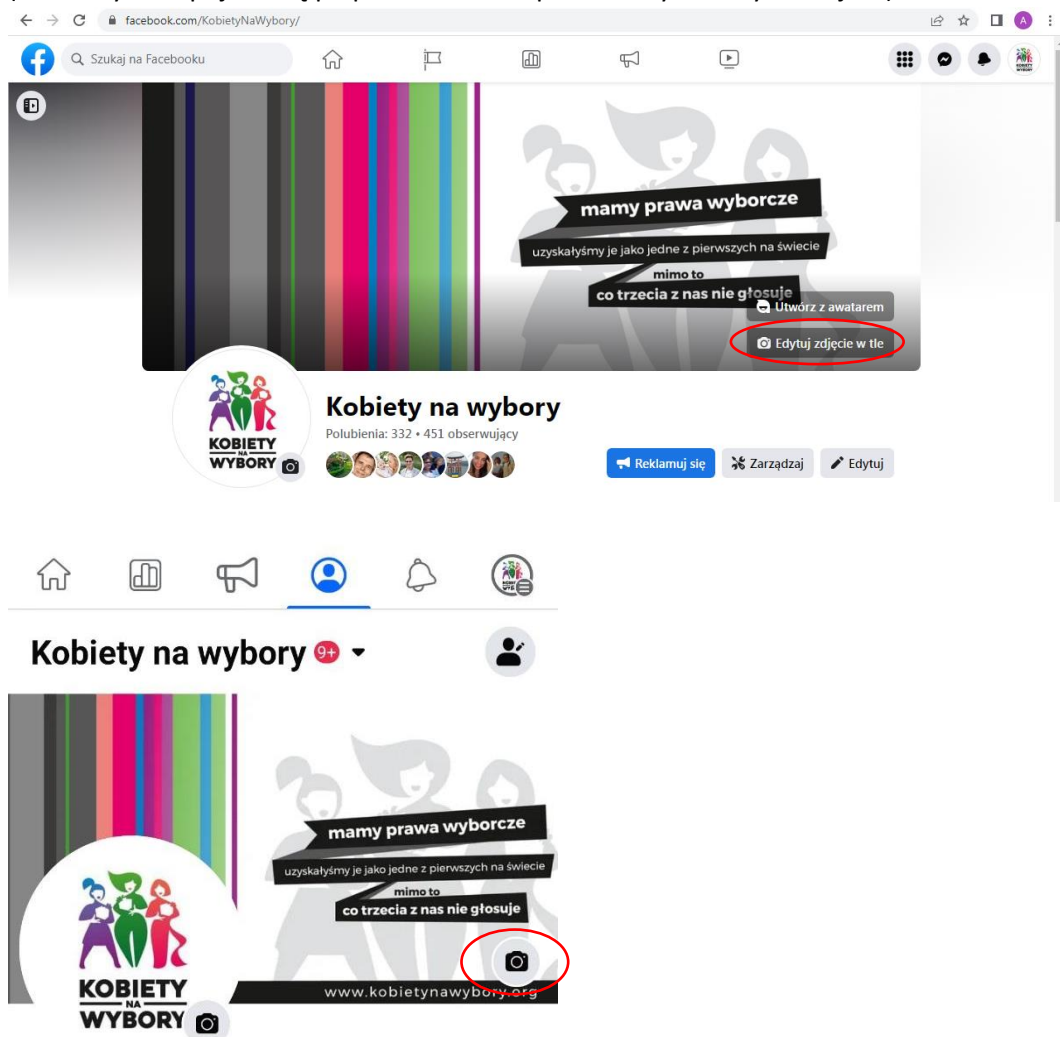 facebook.com/KobietyNaWybory/
A
Szukaj na Facebooku
mamy prawa wyborcze
uzyskałyśmy je jako jedne z pierwszych na świecie
mimo to
co trzecia z nas nie głosuje
Utwórz z awatarem
Edytuj zdjęcie w tle
KOBIETY
NA
WYBORY
Kobiety na wybory
Polubienia: 332 • 451 obserwujący
Reklamuj się
Zarządzaj
Edytuj
Kobiety na wybory 9+
mamy prawa wyborcze
uzyskałyśmy je jako jedne z pierwszych na świecie
mimo to
co trzecia z nas nie głosuje
www.kobietynawybory.org
KOBIETY
NA
WYBORY